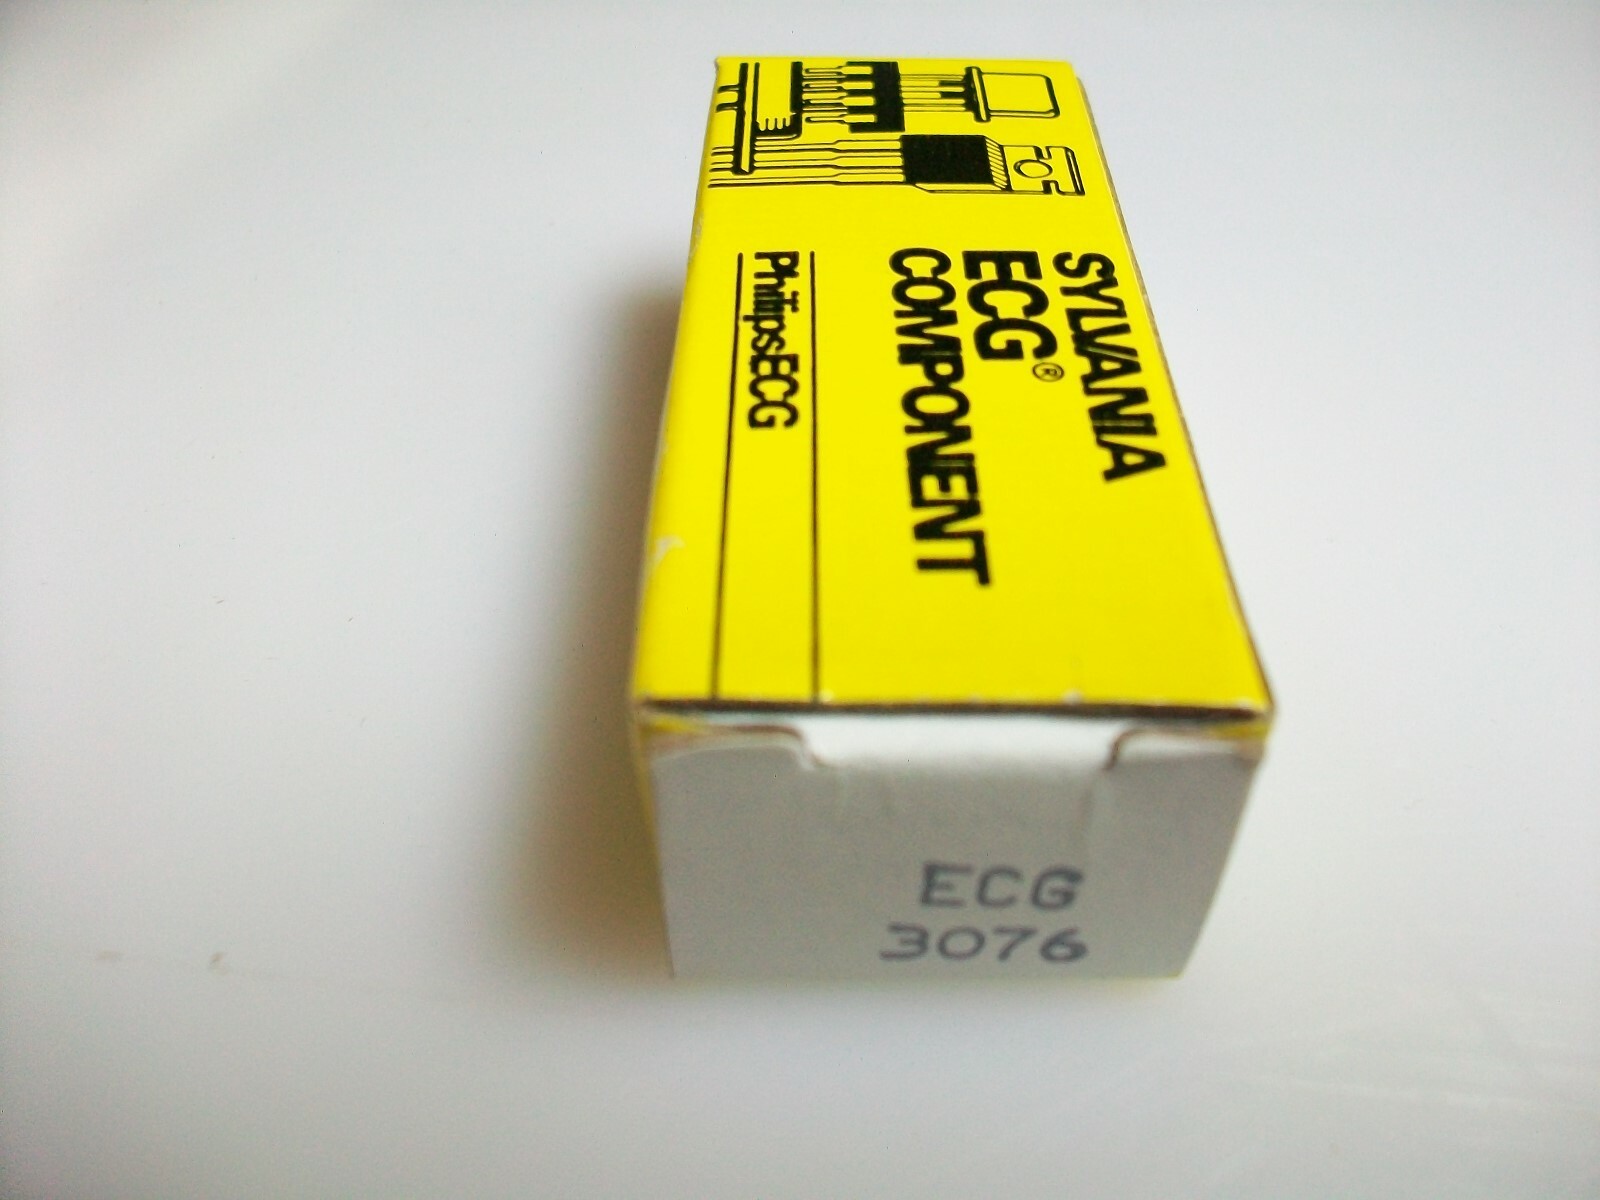 SYLVANIA
ECG®
COMPONENT
PhilipsECG
ECG
3076